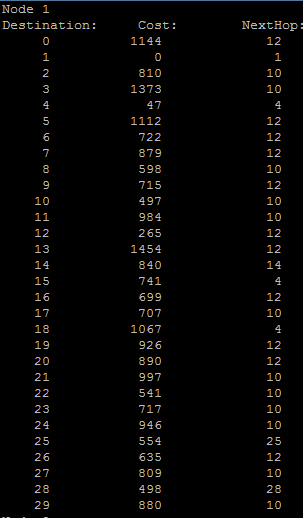 Node 1
Destination: Cost: NextHop:
0 1144 12
1 0 1
2 810 10
3 1373 10
4 47 4
5 1112 12
6 722 12
7 879 12
8 598 10
9 715 12
10 497 10
11 984 10
12 265 12
13 1454 12
14 840 14
15 741 4
16 699 12
17 707 10
18 1067 4
19 926 12
20 890 12
21 997 10
22 541 10
23 717 10
24 946 10
25 554 25
26 635 12
27 809 10
28 498 28
29 880 10